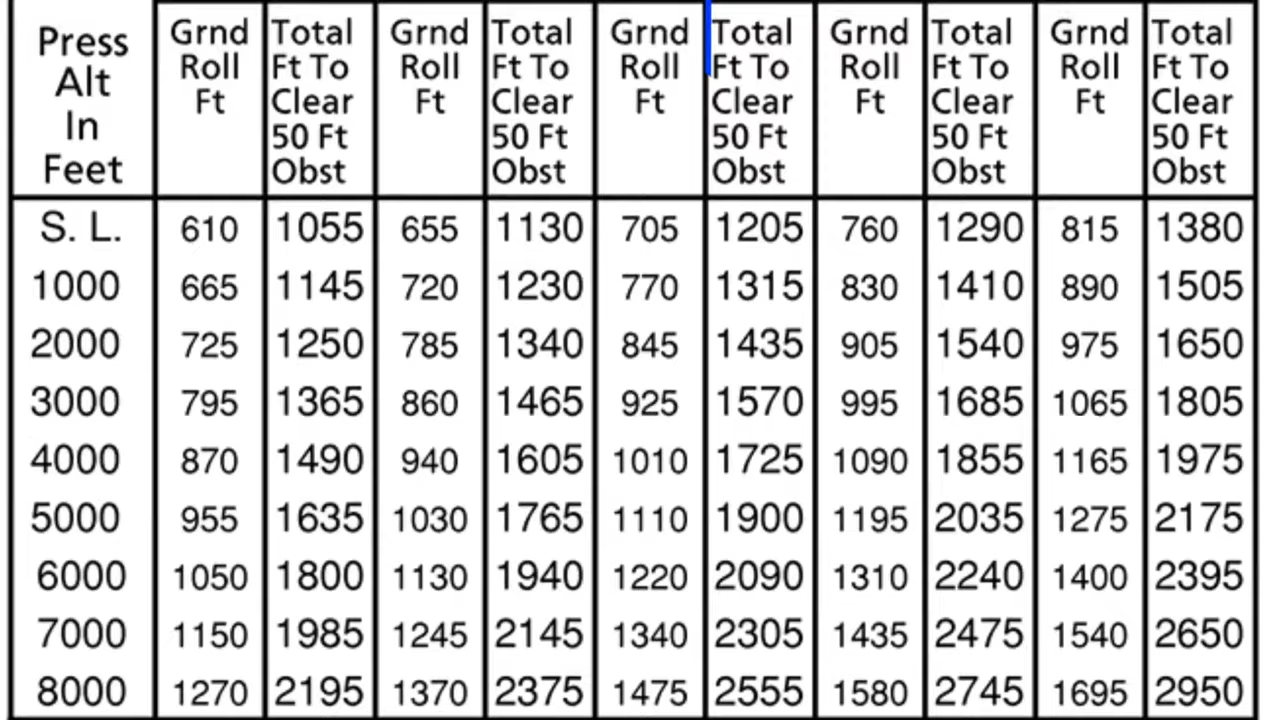 Press Alt In Feet | Grnd Roll Ft | Total Ft To Clear 50 Ft Obst | Grnd Roll Ft | Total Ft To Clear 50 Ft Obst | Grnd Roll Ft | Total Ft To Clear 50 Ft Obst | Grnd Roll Ft | Total Ft To Clear 50 Ft Obst | Grnd Roll Ft | Total Ft To Clear 50 Ft Obst
S. L. 610 1055 655 1130 705 1205 760 1290 815 1380
1000 665 1145 720 1230 770 1315 830 1410 890 1505
2000 725 1250 785 1340 845 1435 905 1540 975 1650
3000 795 1365 860 1465 925 1570 995 1685 1065 1805
4000 870 1490 940 1605 1010 1725 1090 1855 1165 1975
5000 955 1635 1030 1765 1110 1900 1195 2035 1275 2175
6000 1050 1800 1130 1940 1220 2090 1310 2240 1400 2395
7000 1150 1985 1245 2145 1340 2305 1435 2475 1540 2650
8000 1270 2195 1370 2375 1475 2555 1580 2745 1695 2950